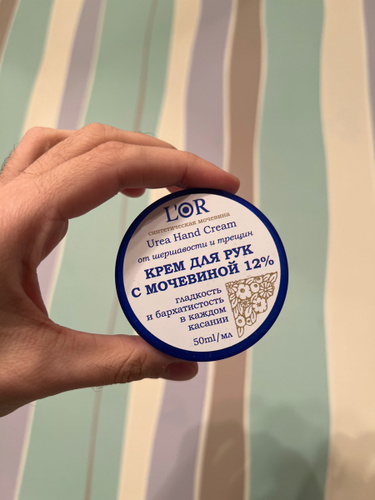 L'OR
синтетическая мочевина
Urea Hand Cream
от шершавости и трещин
КРЕМ ДЛЯ РУК
С МОЧЕВИНОЙ 12%
гладкость
и бархатистость
в каждом
касании
50ml/мл